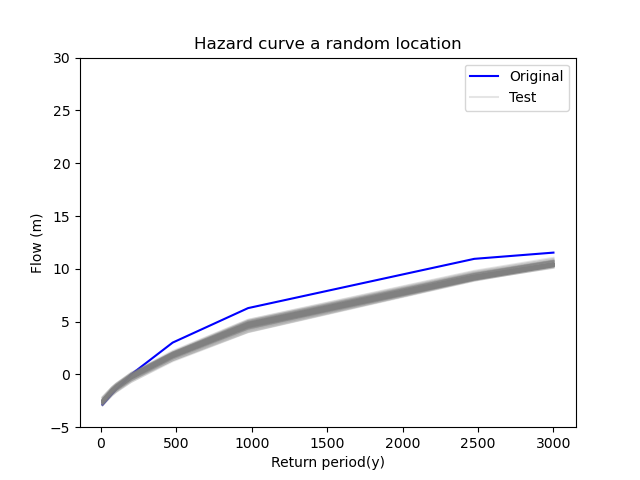 Hazard curve a random location
30
25
20
15
10
5
0
−5
Flow (m)
Original
Test
0 500 1000 1500 2000 2500 3000
Return period(y)